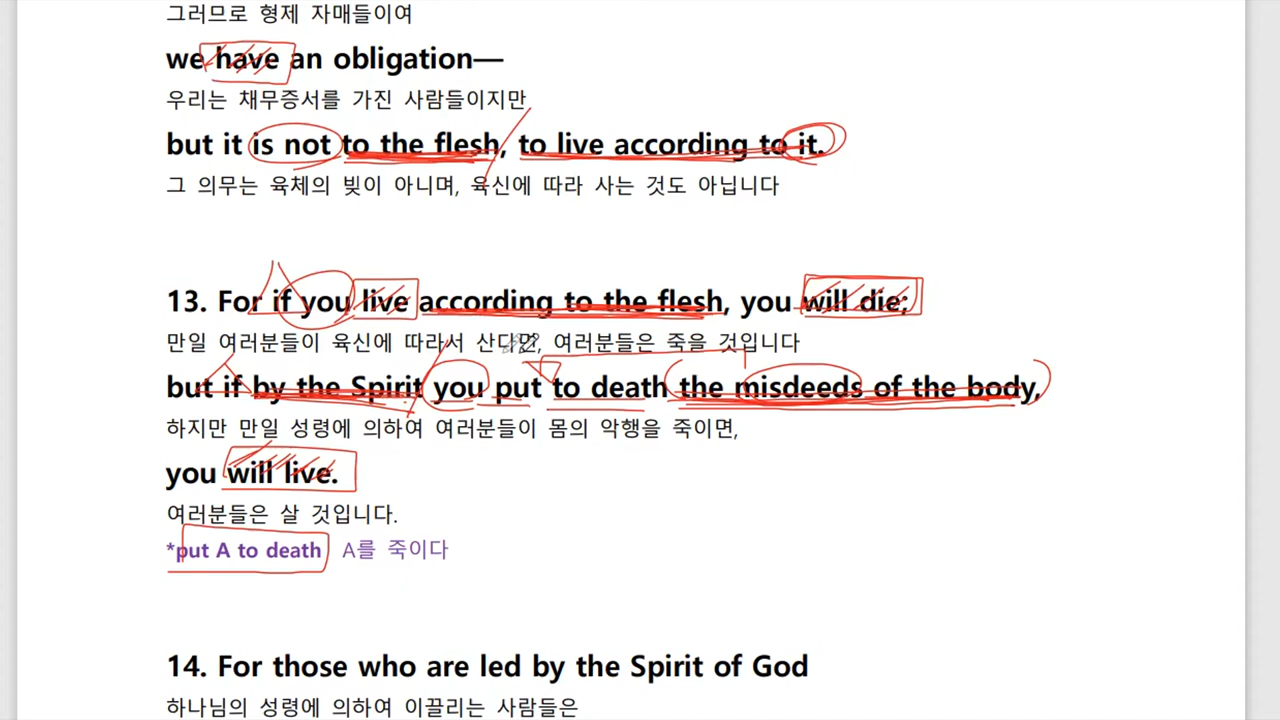 그러므로 형제 자매들이여
we have an obligation—
우리는 채무증서를 가진 사람들이지만
but it is not to the flesh, to live according to it.
그 의무는 육체의 빚이 아니며, 육신에 따라 사는 것도 아닙니다
13. For if you live according to the flesh, you will die;
만일 여러분들이 육신에 따라서 산다면, 여러분들은 죽을 것입니다
but if by the Spirit you put to death the misdeeds of the body,
하지만 만일 성령에 의하여 여러분들이 몸의 악행을 죽이면,
you will live.
여러분들은 살 것입니다.
*put A to death A를 죽이다
14. For those who are led by the Spirit of God
하나님의 성령에 의하여 이끌리는 사람들은